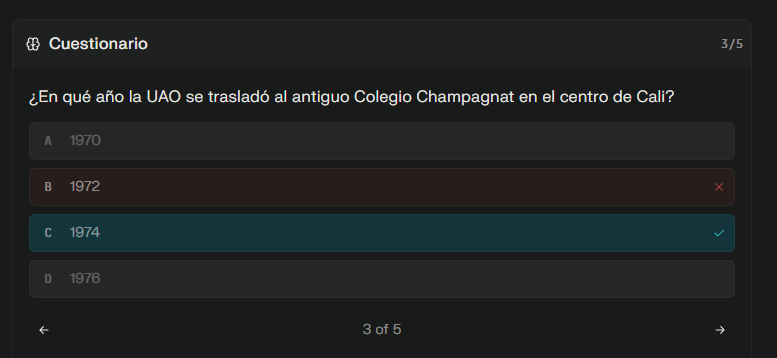 Cuestionario
3/5
¿En qué año la UAO se trasladó al antiguo Colegio Champagnat en el centro de Cali?
A 1970
B 1972
C 1974
D 1976
3 of 5